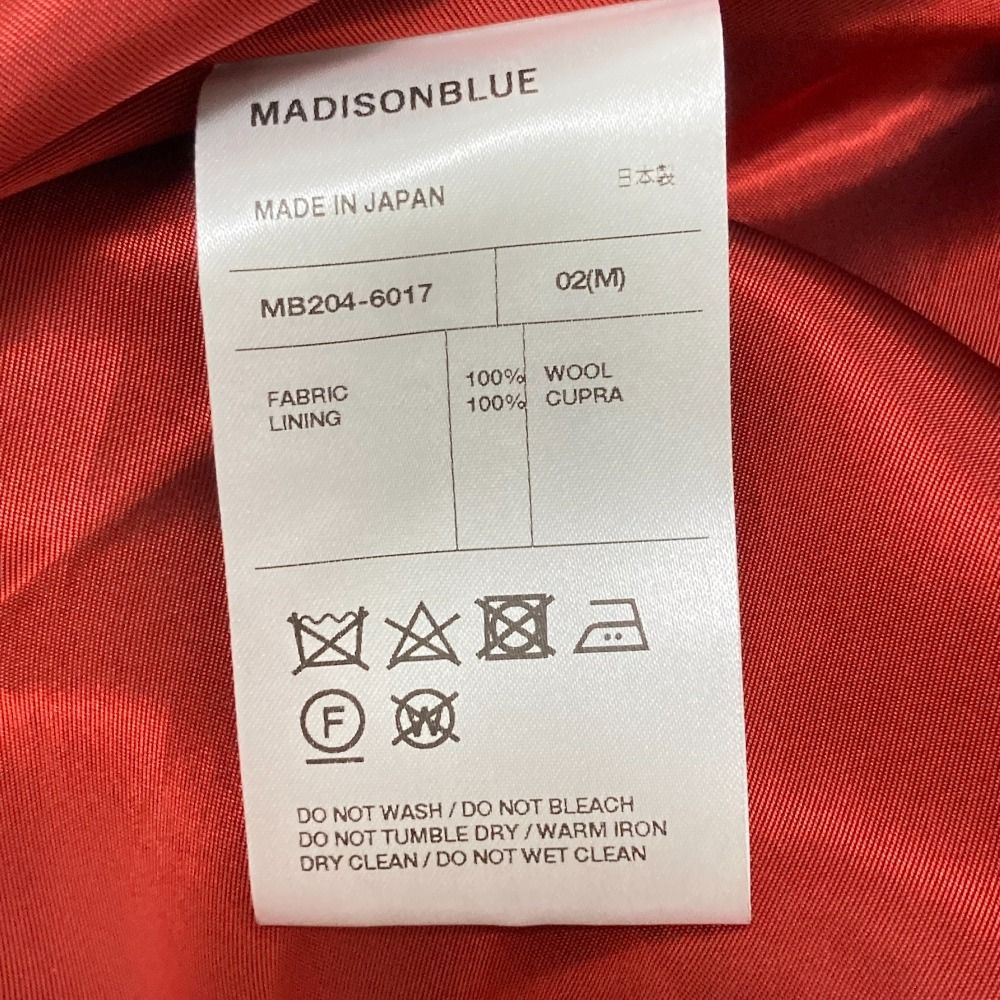 MADISONBLUE
MADE IN JAPAN 日本製
MB204-6017 02(M)
FABRIC 100% WOOL
LINING 100% CUPRA
F W
DO NOT WASH / DO NOT BLEACH
DO NOT TUMBLE DRY / WARM IRON
DRY CLEAN / DO NOT WET CLEAN